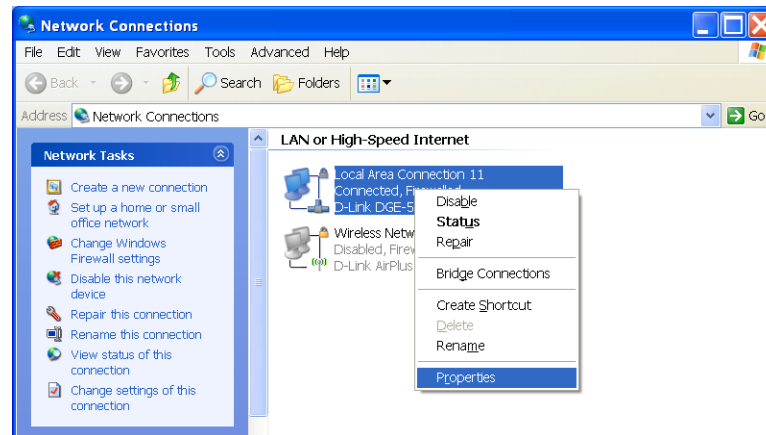 Network Connections
File Edit View Favorites Tools Advanced Help
Back Search Folders
Address Network Connections Go
Network Tasks
Create a new connection
Set up a home or small
office network
Change Windows
Firewall settings
Disable this network
device
Repair this connection
Rename this connection
View status of this
connection
Change settings of this
connection
LAN or High-Speed Internet
Local Area Connection 11
Connected, Firewalled
D-Link DGE-5
Wireless Netw
Disabled, Firew
D-Link AirPlus
Disable
Status
Repair
Bridge Connections
Create Shortcut
Delete
Rename
Properties